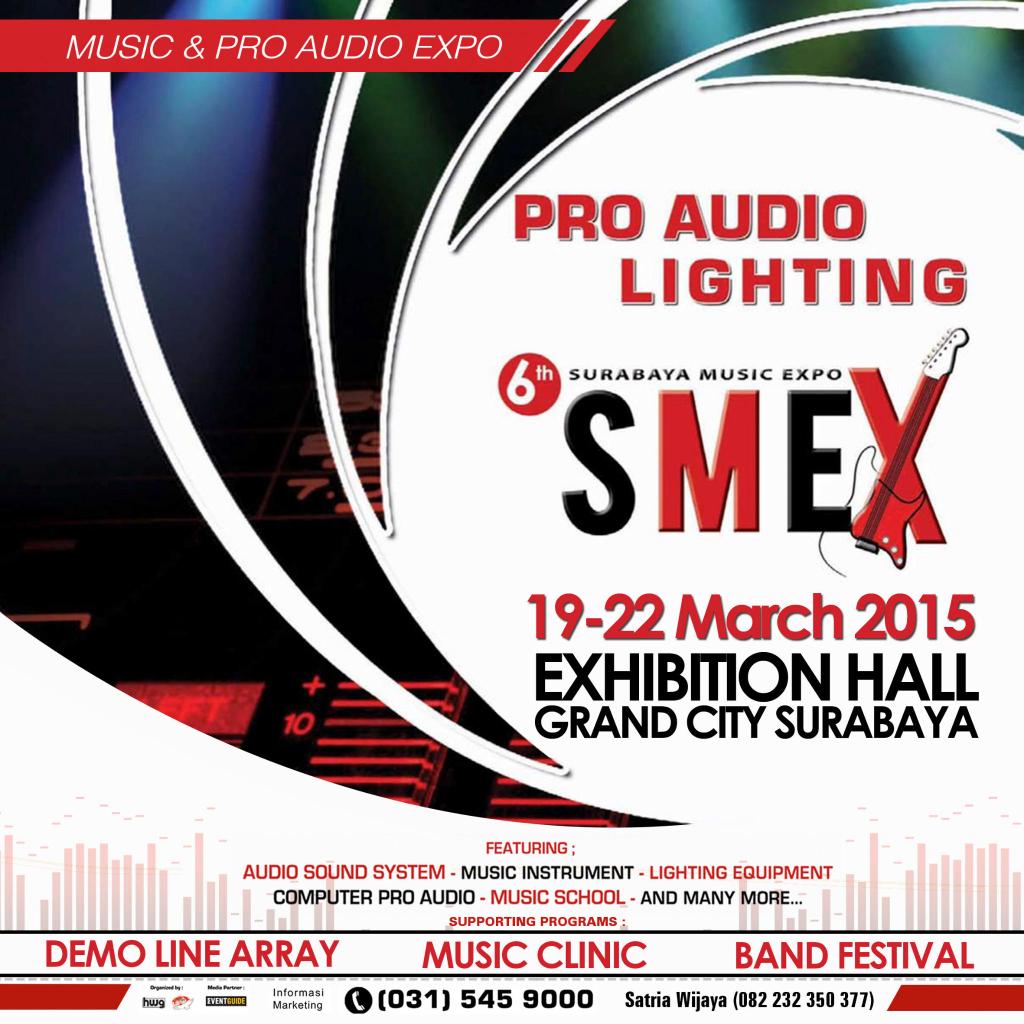 MUSIC & PRO AUDIO EXPO
PRO AUDIO
LIGHTING
6th SURABAYA MUSIC EXPO
SMEX
19-22 March 2015
EXHIBITION HALL
GRAND CITY SURABAYA
+
10
FEATURING ;
AUDIO SOUND SYSTEM - MUSIC INSTRUMENT - LIGHTING EQUIPMENT
COMPUTER PRO AUDIO - MUSIC SCHOOL - AND MANY MORE...
SUPPORTING PROGRAMS :
DEMO LINE ARRAY MUSIC CLINIC BAND FESTIVAL
Organized by : Media Partner :
hwg EVENTGUIDE
Informasi
Marketing
(031) 545 9000 Satria Wijaya (082 232 350 377)